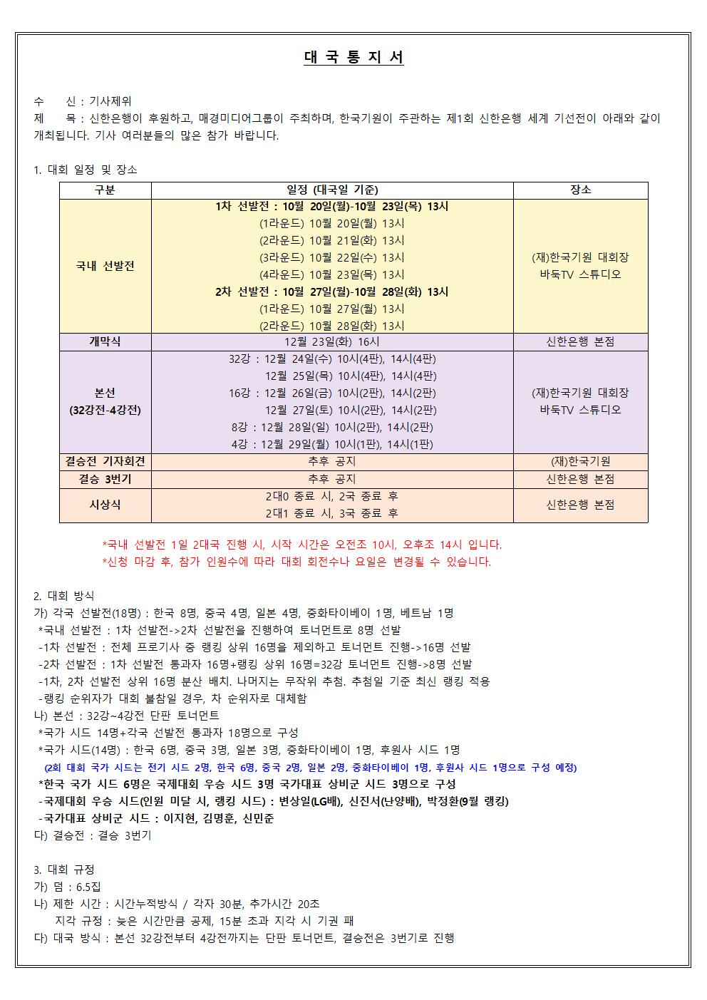 대 국 통 지 서
수 신 : 기사제위
제 목 : 신한은행이 후원하고, 매경미디어그룹이 주최하며, 한국기원이 주관하는 제1회 신한은행 세계 기선전이 아래와 같이
개최됩니다. 기사 여러분들의 많은 참가 바랍니다.
1. 대회 일정 및 장소
구분 일정 (대국일 기준) 장소
1차 선발전 : 10월 20일(월)-10월 23일(목) 13시
(1라운드) 10월 20일(월) 13시
(2라운드) 10월 21일(화) 13시
(3라운드) 10월 22일(수) 13시
국내 선발전
(4라운드) 10월 23일(목) 13시
2차 선발전 : 10월 27일(월)-10월 28일(화) 13시
(1라운드) 10월 27일(월) 13시
(2라운드) 10월 28일(화) 13시
(재)한국기원 대회장
바둑TV 스튜디오
개막식 12월 23일(화) 16시 신한은행 본점
본선
(32강전-4강전)
32강 : 12월 24일(수) 10시(4판), 14시(4판)
12월 25일(목) 10시(4판), 14시(4판)
16강 : 12월 26일(금) 10시(2판), 14시(2판)
12월 27일(토) 10시(2판), 14시(2판)
8강 : 12월 28일(일) 10시(2판), 14시(2판)
4강 : 12월 29일(월) 10시(1판), 14시(1판)
(재)한국기원 대회장
바둑TV 스튜디오
결승전 기자회견 추후 공지 (재)한국기원
결승 3번기 추후 공지 신한은행 본점
시상식
2대0 종료 시, 2국 종료 후
2대1 종료 시, 3국 종료 후
신한은행 본점
*국내 선발전 1일 2대국 진행 시, 시작 시간은 오전조 10시, 오후조 14시 입니다.
*신청 마감 후, 참가 인원수에 따라 대회 회전수나 요일은 변경될 수 있습니다.
2. 대회 방식
가) 각국 선발전(18명) : 한국 8명, 중국 4명, 일본 4명, 중화타이베이 1명, 베트남 1명
*국내 선발전 : 1차 선발전->2차 선발전을 진행하여 토너먼트로 8명 선발
-1차 선발전 : 전체 프로기사 중 랭킹 상위 16명을 제외하고 토너먼트 진행->16명 선발
-2차 선발전 : 1차 선발전 통과자 16명+랭킹 상위 16명=32강 토너먼트 진행->8명 선발
-1차, 2차 선발전 상위 16명 분산 배치. 나머지는 무작위 추첨. 추첨일 기준 최신 랭킹 적용
-랭킹 순위자가 대회 불참일 경우, 차 순위자로 대체함
나) 본선 : 32강~4강전 단판 토너먼트
*국가 시드 14명+각국 선발전 통과자 18명으로 구성
*국가 시드(14명) : 한국 6명, 중국 3명, 일본 3명, 중화타이베이 1명, 후원사 시드 1명
(2회 대회 국가 시드는 전기 시드 2명, 한국 6명, 중국 2명, 일본 2명, 중화타이베이 1명, 후원사 시드 1명으로 구성 예정)
*한국 국가 시드 6명은 국제대회 우승 시드 3명 국가대표 상비군 시드 3명으로 구성
-국제대회 우승 시드(인원 미달 시, 랭킹 시드) : 변상일(LG배), 신진서(난양배), 박정환(9월 랭킹)
-국가대표 상비군 시드 : 이지현, 김명훈, 신민준
다) 결승전 : 결승 3번기
3. 대회 규정
가) 덤 : 6.5집
나) 제한 시간 : 시간누적방식 / 각자 30분, 추가시간 20초
지각 규정 : 늦은 시간만큼 공제, 15분 초과 지각 시 기권 패
다) 대국 방식 : 본선 32강전부터 4강전까지는 단판 토너먼트, 결승전은 3번기로 진행